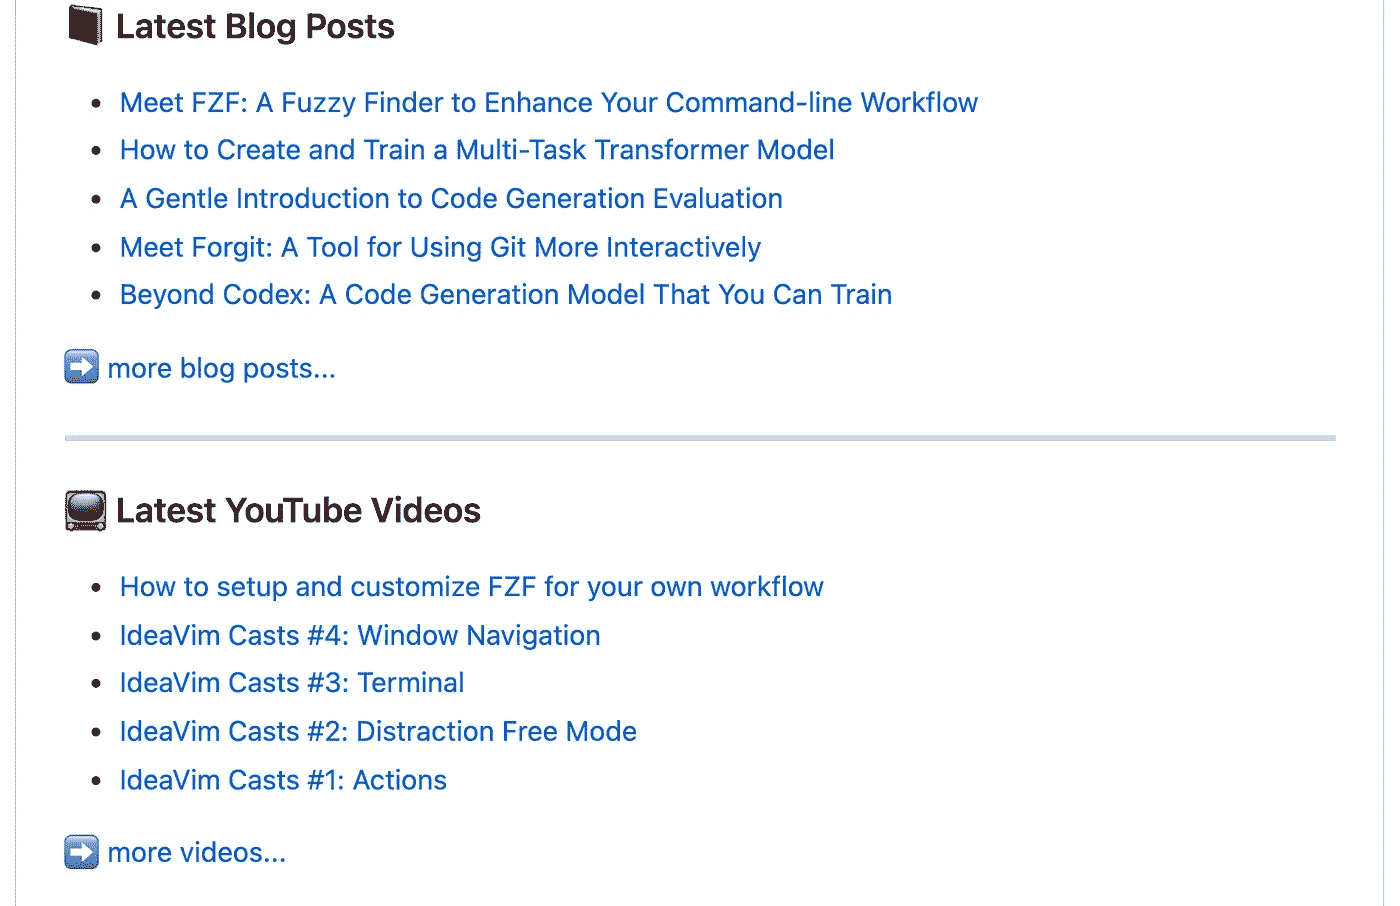 Latest Blog Posts
Meet FZF: A Fuzzy Finder to Enhance Your Command-line Workflow
How to Create and Train a Multi-Task Transformer Model
A Gentle Introduction to Code Generation Evaluation
Meet Forgit: A Tool for Using Git More Interactively
Beyond Codex: A Code Generation Model That You Can Train
more blog posts...
Latest YouTube Videos
How to setup and customize FZF for your own workflow
IdeaVim Casts #4: Window Navigation
IdeaVim Casts #3: Terminal
IdeaVim Casts #2: Distraction Free Mode
IdeaVim Casts #1: Actions
more videos...